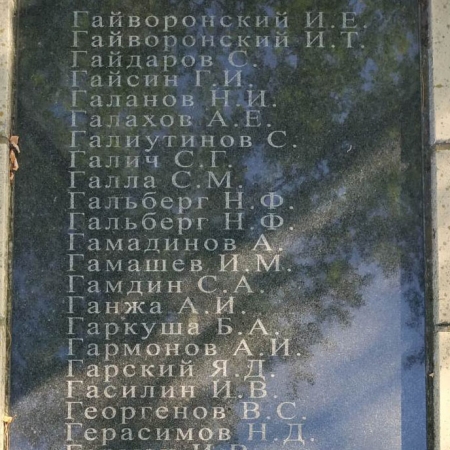 Гайворонский И.Е.
Гайворонский И.Т.
Гайдаров С.
Гайсин Г.И.
Галанов Н.И.
Галахов А.Е.
Галиутинов С.
Галич С.Г.
Галла С.М.
Гальберг Н.Ф.
Гальберг Н.Ф.
Гамадинов А.
Гамашев И.М.
Гамдин С.А.
Ганжа А.И.
Гаркуша Б.А.
Гармонов А.И.
Гарский Я.Д.
Гасилин И.В.
Георгенов В.С.
Герасимов Н.Д.